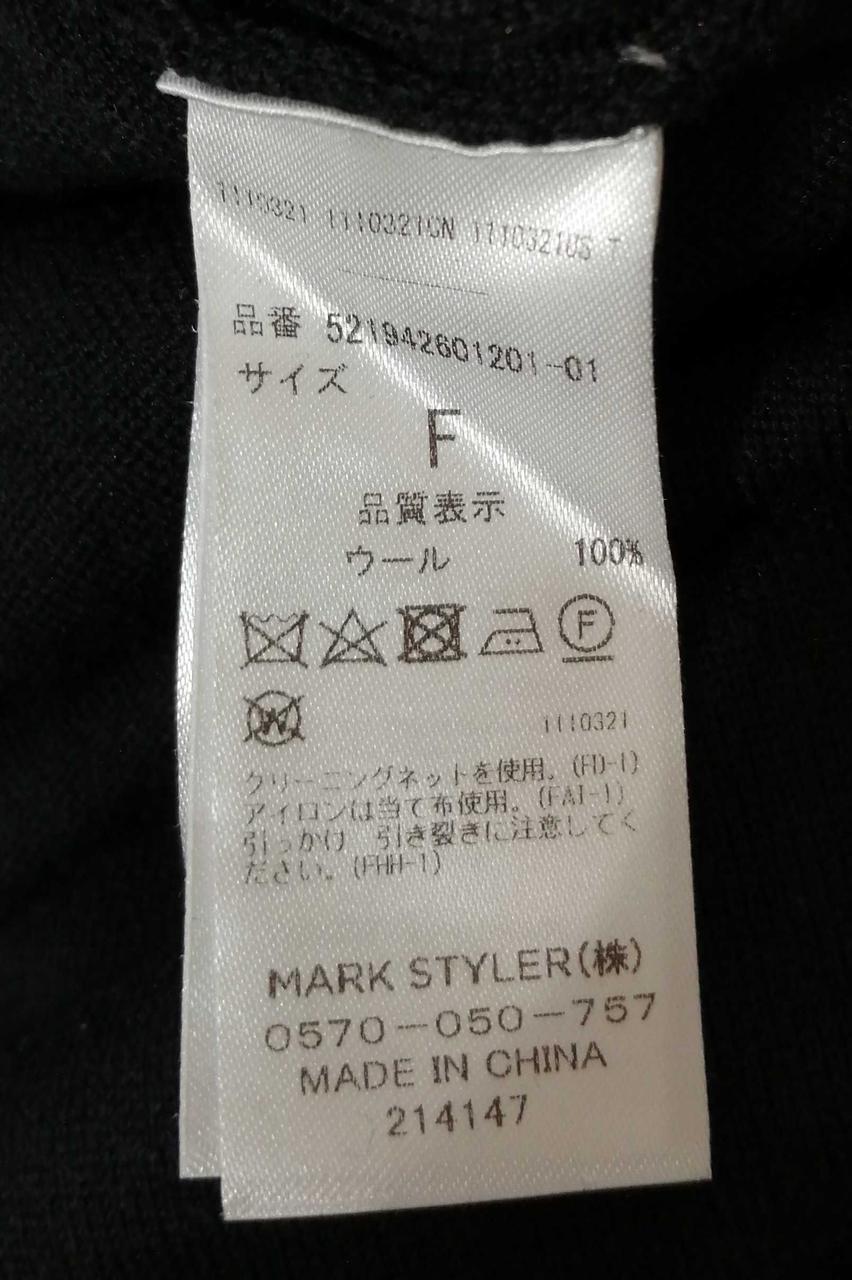 1110321 1110321CN 1110321US T
品番 521942601201-01
サイズ
F
品質表示
ウール 100%
F
W
1110321
クリーニングネットを使用。(FD-1)
アイロンは当て布使用。(FAI-1)
引っかけ 引き裂きに注意してく
ださい。(FHH-1)
MARK STYLER(株)
0570-050-757
MADE IN CHINA
214147